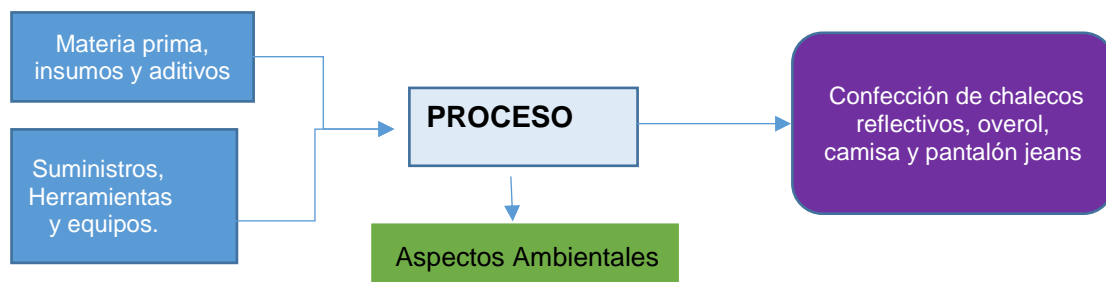 Materia prima,
insumos y aditivos
Suministros,
Herramientas
y equipos.
PROCESO
Aspectos Ambientales
Confección de chalecos
reflectivos, overol,
camisa y pantalón jeans